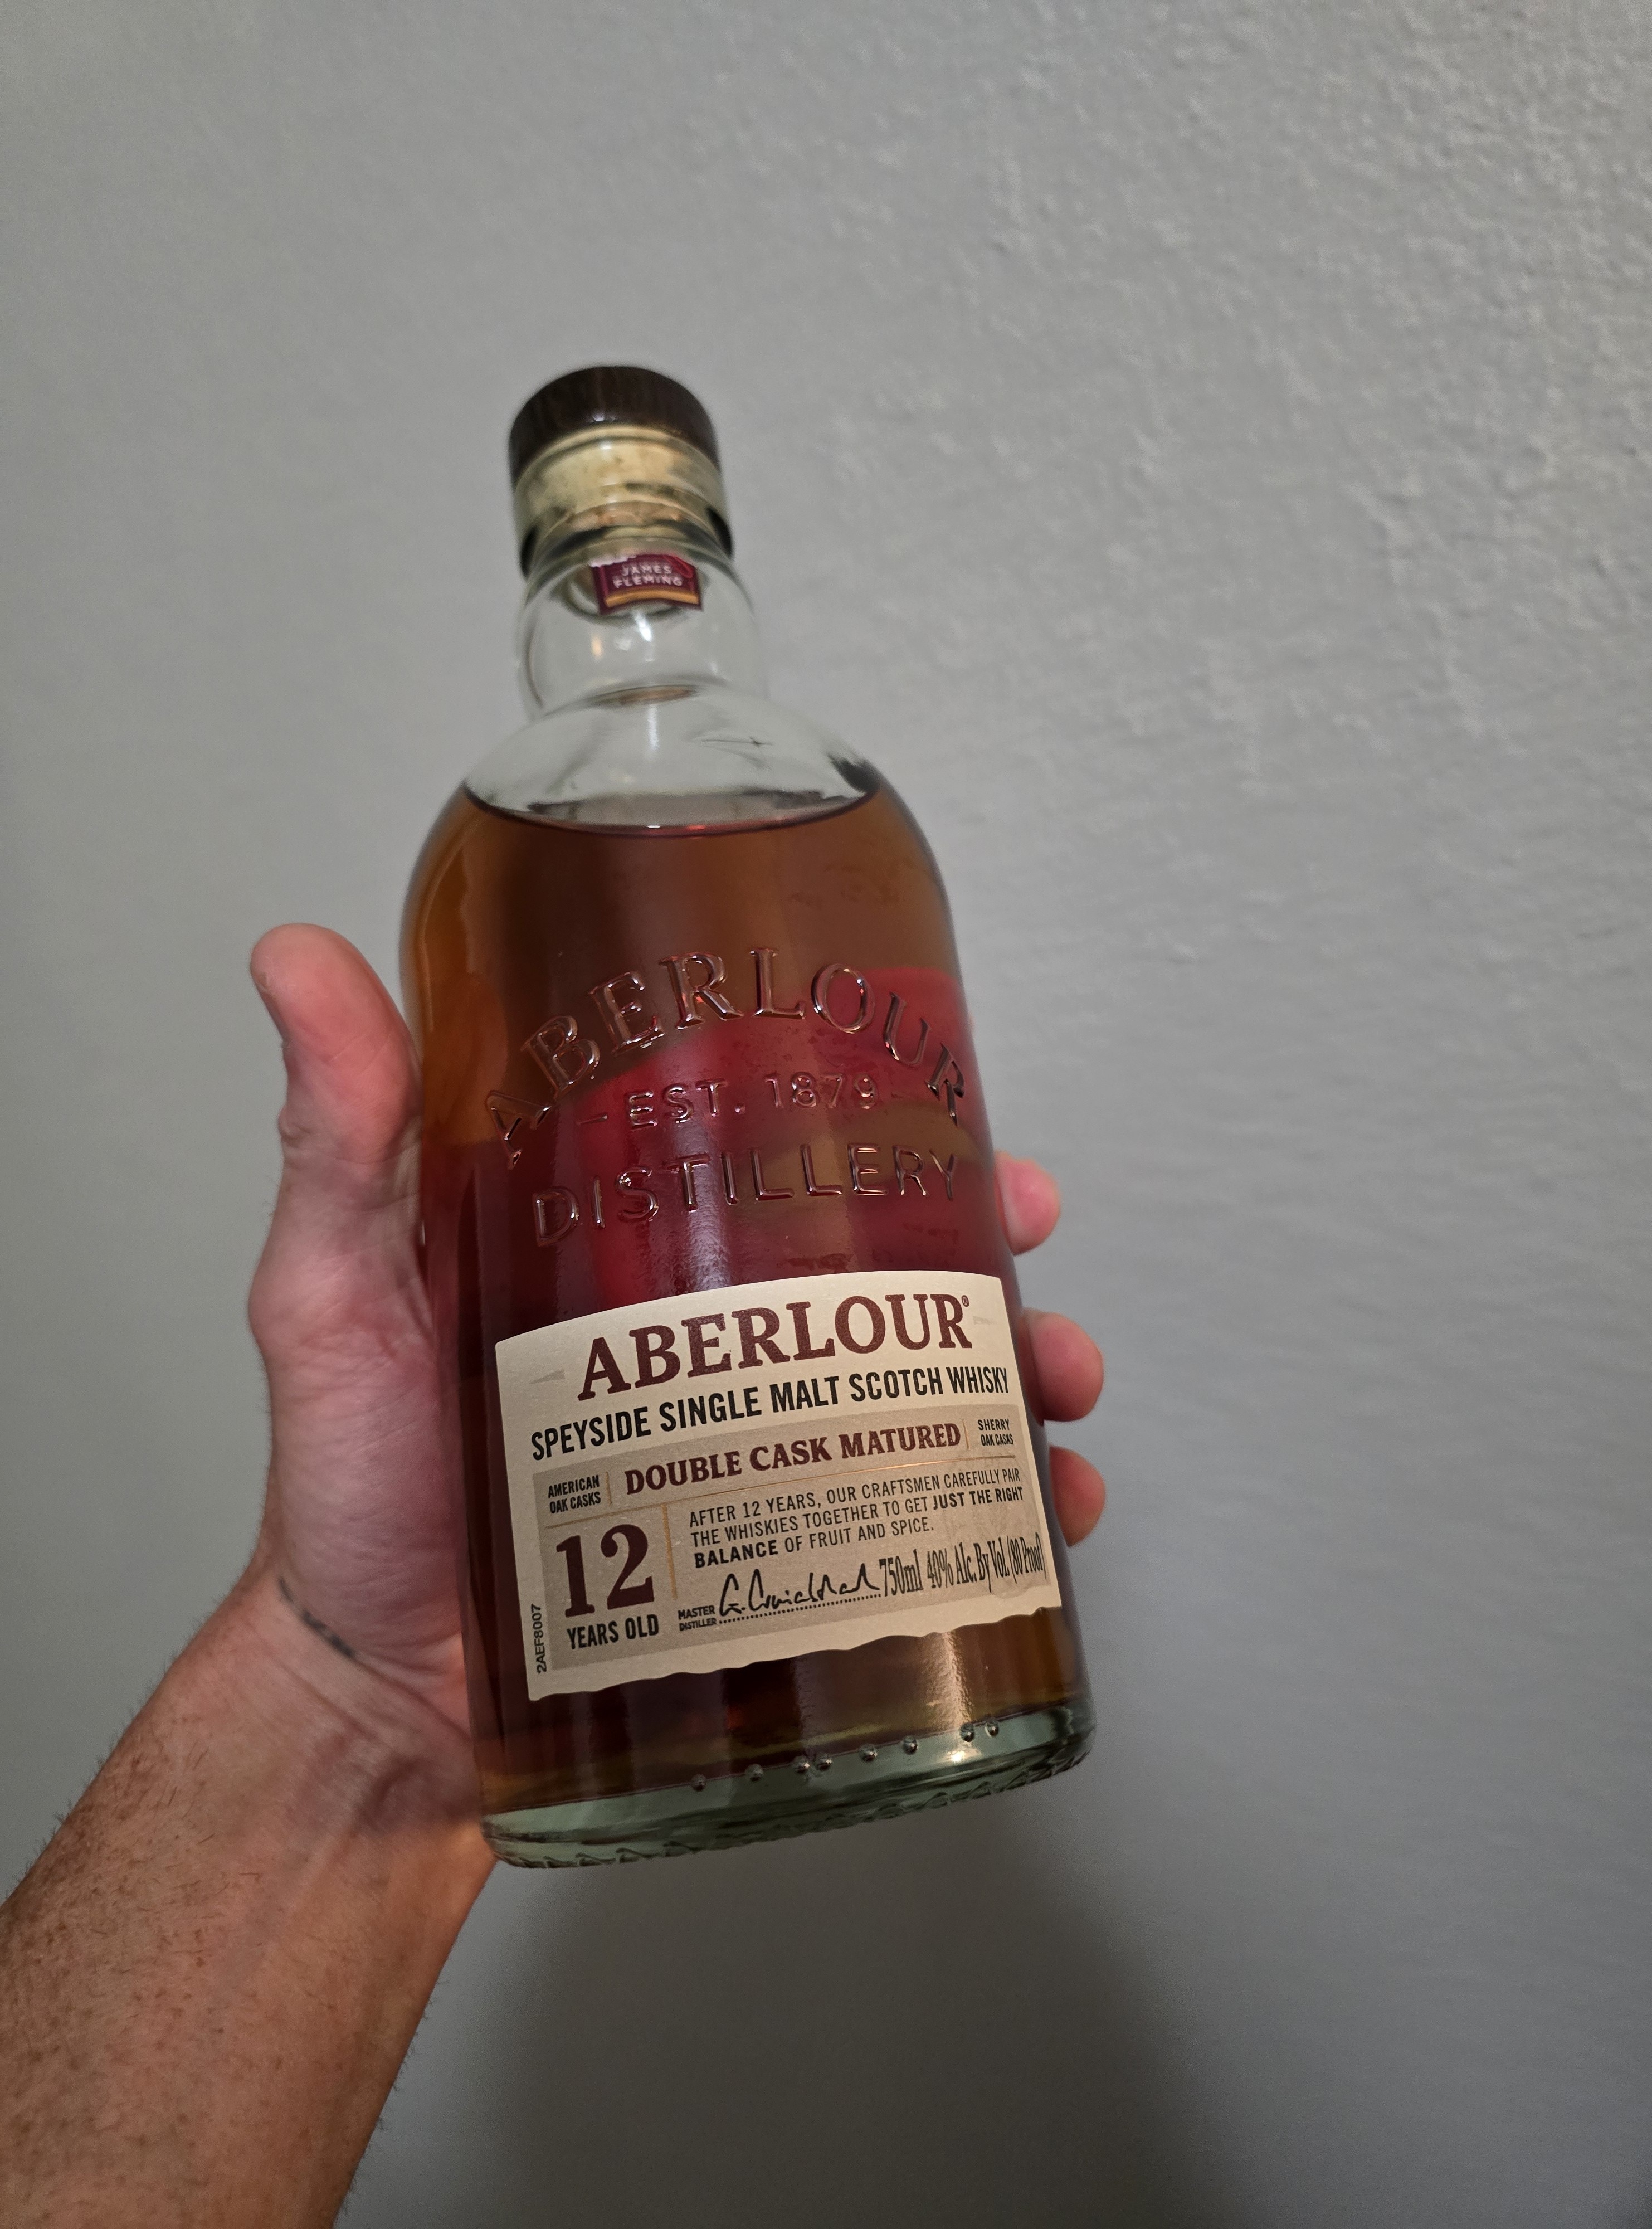 JAMES
FLEMING
ABERLOUR
EST. 1879
DISTILLERY
ABERLOUR®
SPEYSIDE SINGLE MALT SCOTCH WHISKY
AMERICAN
OAK CASKS
DOUBLE CASK MATURED
SHERRY
OAK CASKS
12
YEARS OLD
AFTER 12 YEARS, OUR CRAFTSMEN CAREFULLY PAIR
THE WHISKIES TOGETHER TO GET JUST THE RIGHT
BALANCE OF FRUIT AND SPICE.
MASTER
DISTILLER
750ml 40% Alc. By Vol. (80 Proof)
2AEF8007